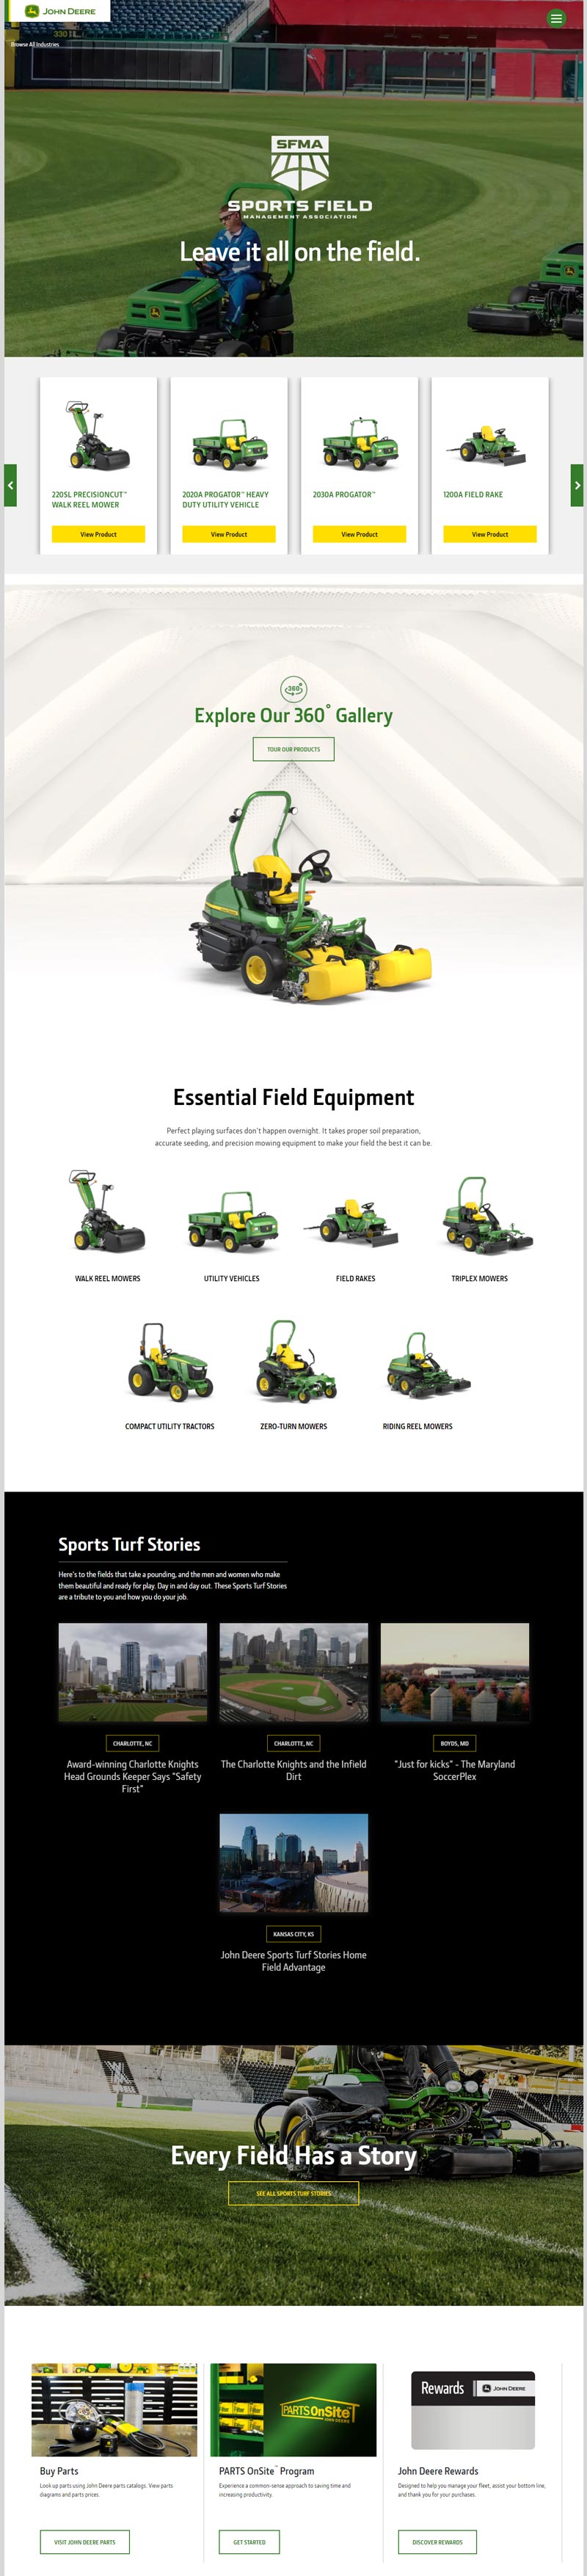 JOHN DEERE
330
Browse All Industries
SFMA
SPORTS FIELD
MANAGEMENT ASSOCIATION
Leave it all on the field.
220SL PRECISIONCUT™
WALK REEL MOWER
View Product
2020A PROGATOR™ HEAVY
DUTY UTILITY VEHICLE
View Product
2030A PROGATOR™
View Product
1200A FIELD RAKE
View Product
360°
Explore Our 360° Gallery
TOUR OUR PRODUCTS
Essential Field Equipment
Perfect playing surfaces don't happen overnight. It takes proper soil preparation,
accurate seeding, and precision mowing equipment to make your field the best it can be.
WALK REEL MOWERS
UTILITY VEHICLES
FIELD RAKES
TRIPLEX MOWERS
COMPACT UTILITY TRACTORS
ZERO-TURN MOWERS
RIDING REEL MOWERS
Sports Turf Stories
Here's to the fields that take a pounding, and the men and women who make
them beautiful and ready for play. Day in and day out. These Sports Turf Stories
are a tribute to you and how you do your job.
CHARLOTTE, NC
Award-winning Charlotte Knights
Head Grounds Keeper Says "Safety
First"
CHARLOTTE, NC
The Charlotte Knights and the Infield
Dirt
BOYDS, MD
"Just for kicks" - The Maryland
SoccerPlex
KANSAS CITY, KS
John Deere Sports Turf Stories Home
Field Advantage
Every Field Has a Story
SEE ALL SPORTS TURF STORIES
Buy Parts
Look up parts using John Deere parts catalogs. View parts
diagrams and parts prices.
VISIT JOHN DEERE PARTS
PARTS OnSite
JOHN DEERE
PARTS OnSite™ Program
Experience a common-sense approach to saving time and
increasing productivity.
GET STARTED
Rewards
JOHN DEERE
John Deere Rewards
Designed to help you manage your fleet, assist your bottom line,
and thank you for your purchases.
DISCOVER REWARDS